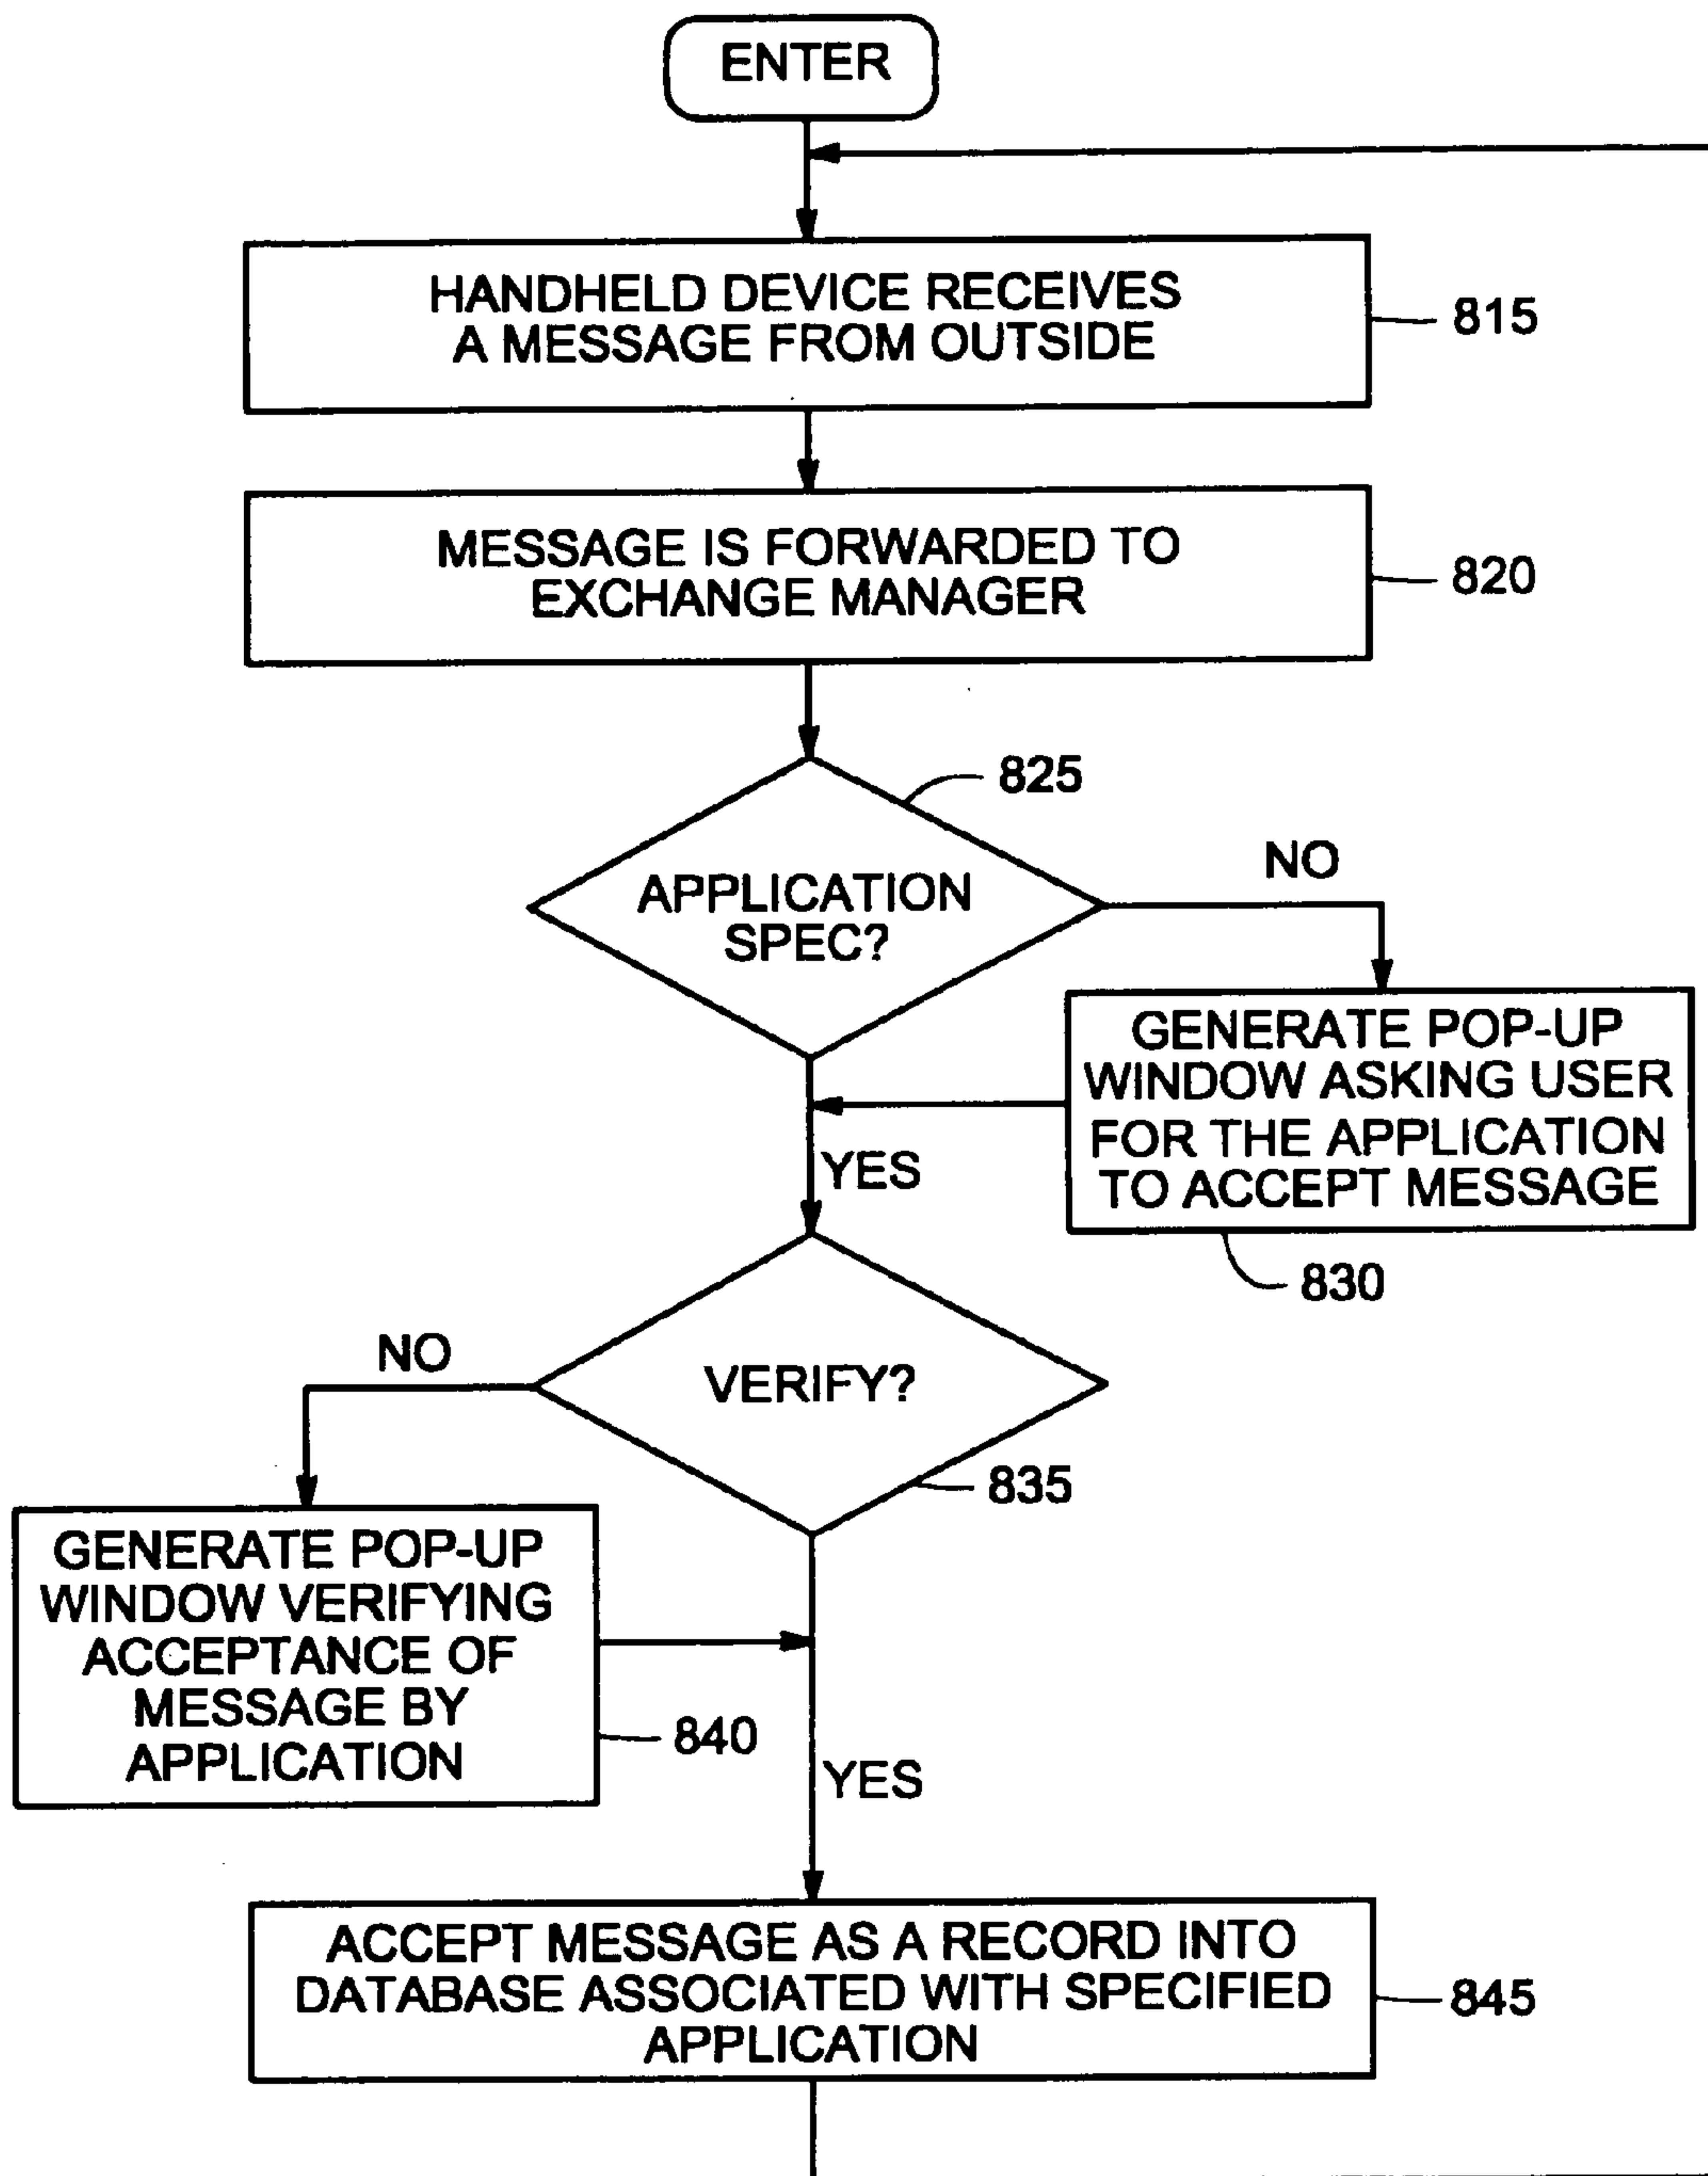 ENTER
HANDHELD DEVICE RECEIVES
A MESSAGE FROM OUTSIDE
815
MESSAGE IS FORWARDED TO
EXCHANGE MANAGER
820
825
APPLICATION
SPEC?
NO
GENERATE POP-UP
WINDOW ASKING USER
FOR THE APPLICATION
TO ACCEPT MESSAGE
830
YES
VERIFY?
835
NO
GENERATE POP-UP
WINDOW VERIFYING
ACCEPTANCE OF
MESSAGE BY
APPLICATION
840
YES
ACCEPT MESSAGE AS A RECORD INTO
DATABASE ASSOCIATED WITH SPECIFIED
APPLICATION
845